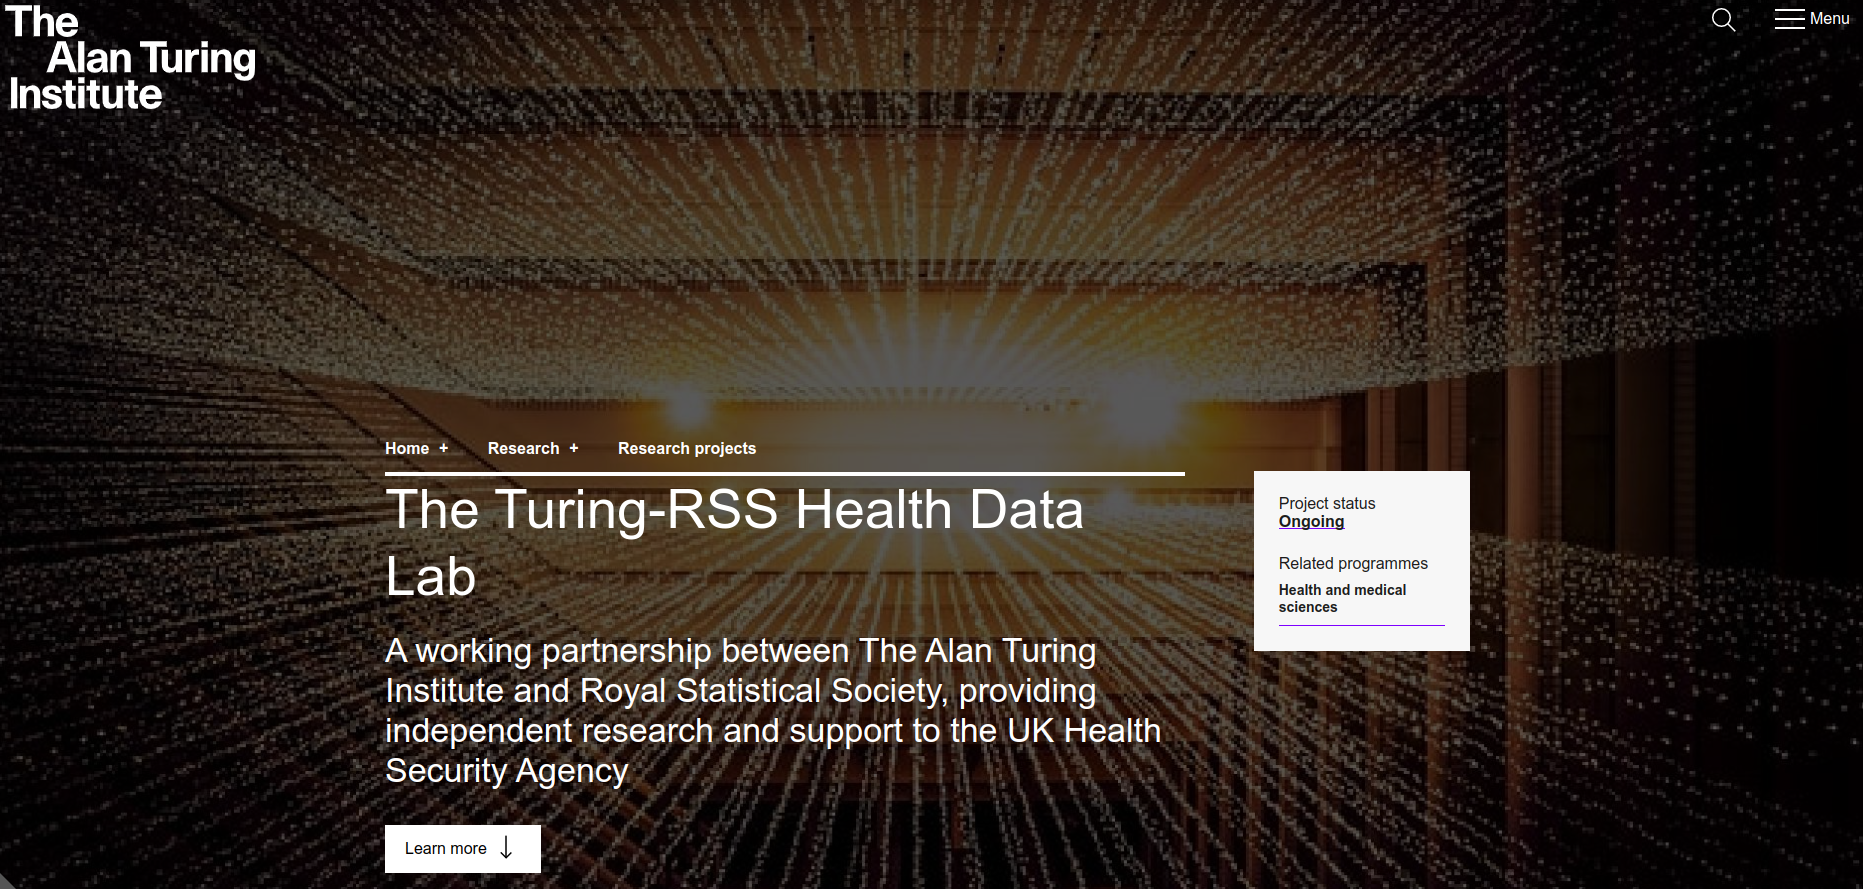 The
Alan Turing
Institute
Menu
Home + Research + Research projects
The Turing-RSS Health Data
Lab
A working partnership between The Alan Turing
Institute and Royal Statistical Society, providing
independent research and support to the UK Health
Security Agency
Learn more
Project status
Ongoing
Related programmes
Health and medical
sciences